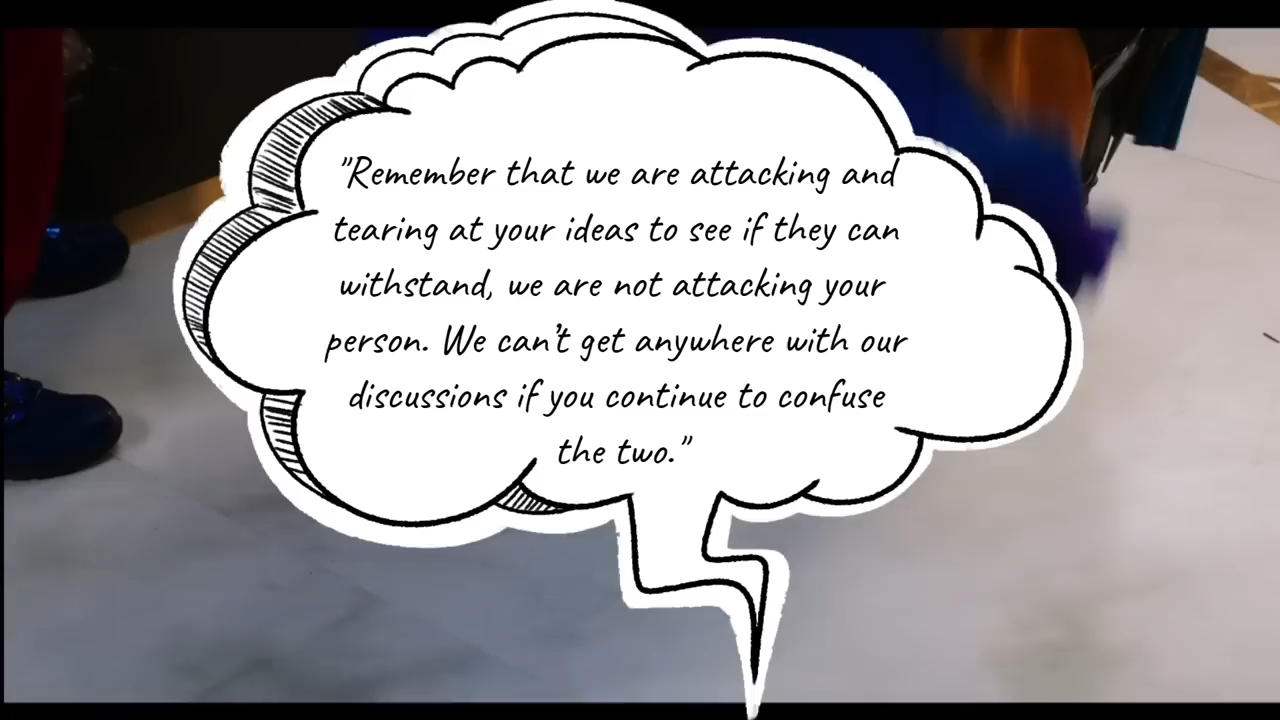 "Remember that we are attacking and
tearing at your ideas to see if they can
withstand, we are not attacking your
person. We can't get anywhere with our
discussions if you continue to confuse
the two."